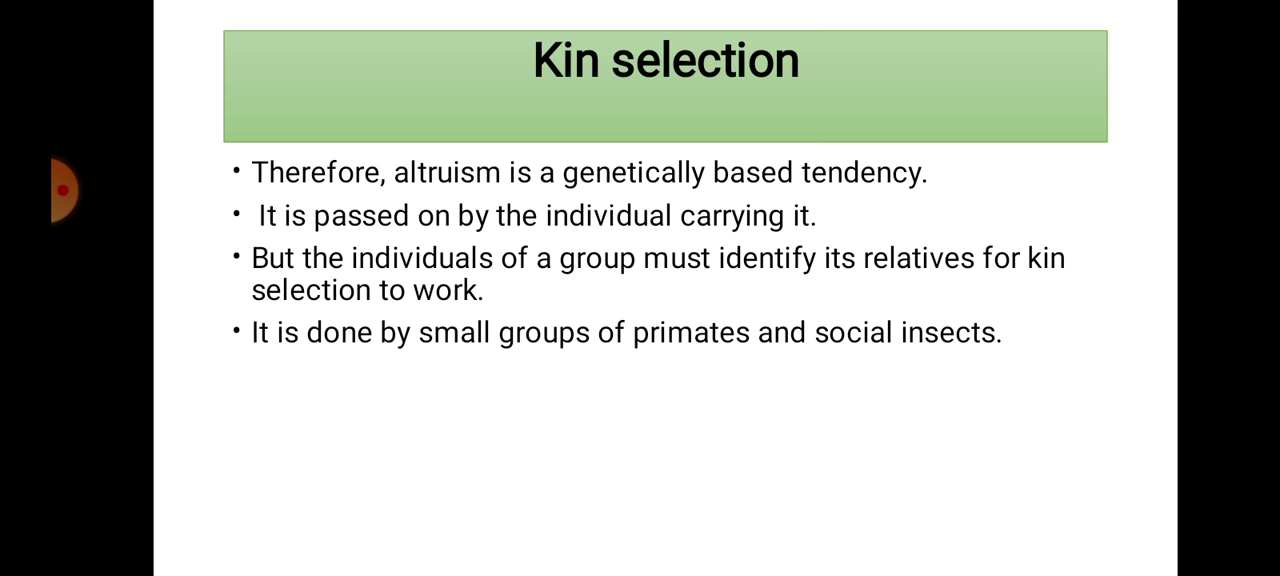 Kin selection
• Therefore, altruism is a genetically based tendency.
• It is passed on by the individual carrying it.
• But the individuals of a group must identify its relatives for kin
selection to work.
• It is done by small groups of primates and social insects.